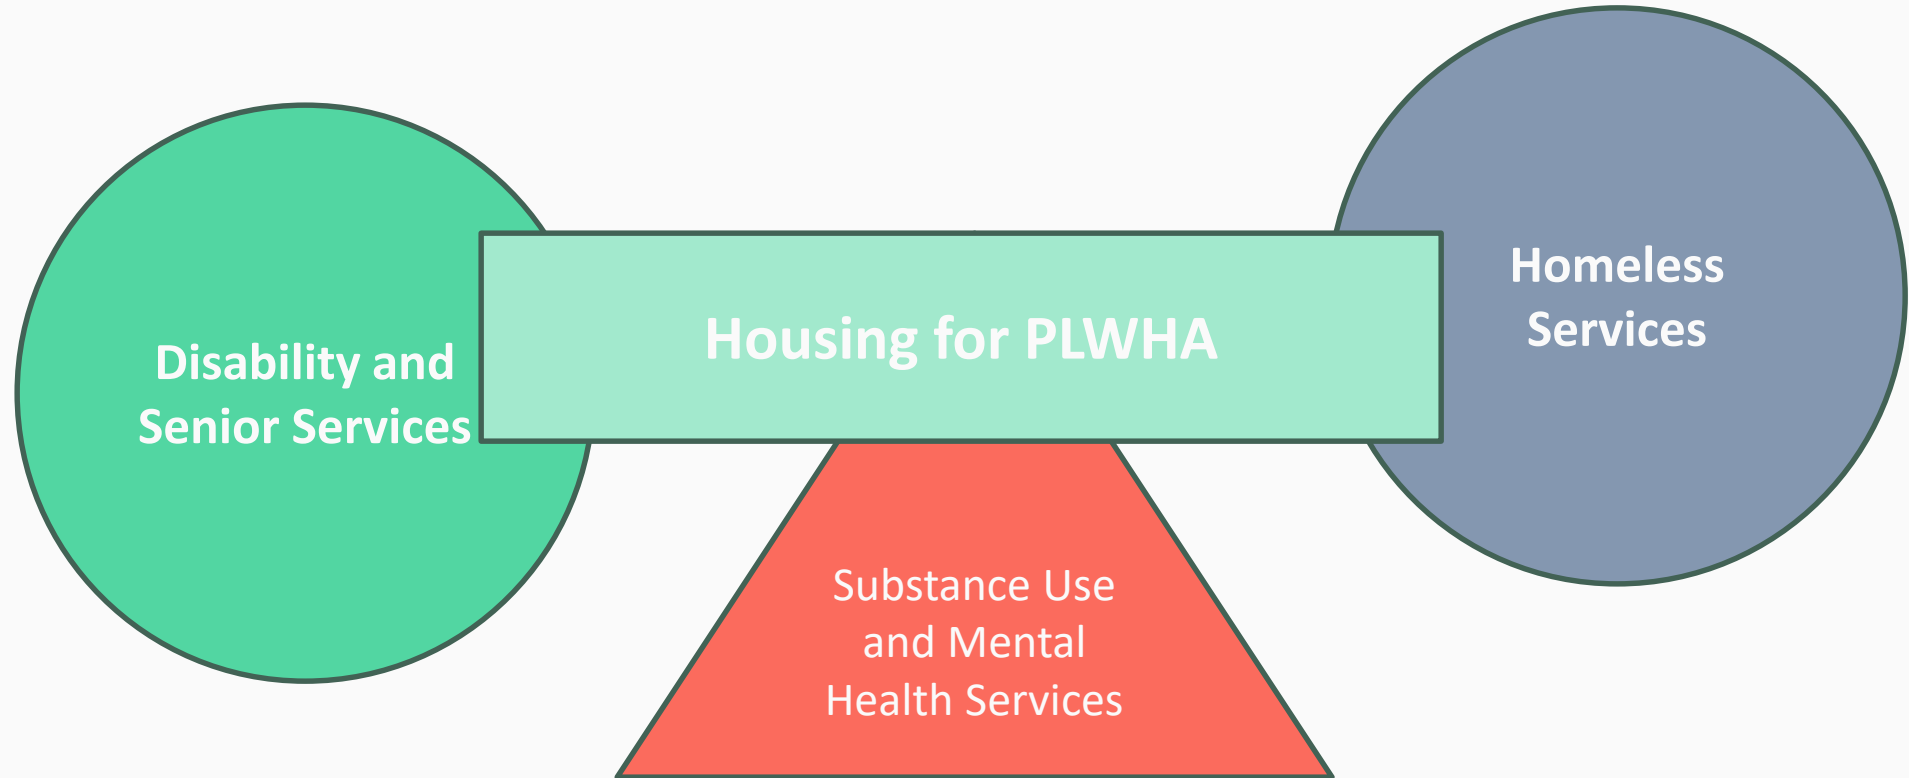 Disability and
Senior Services
Housing for PLWHA
Homeless
Services
Substance Use
and Mental
Health Services